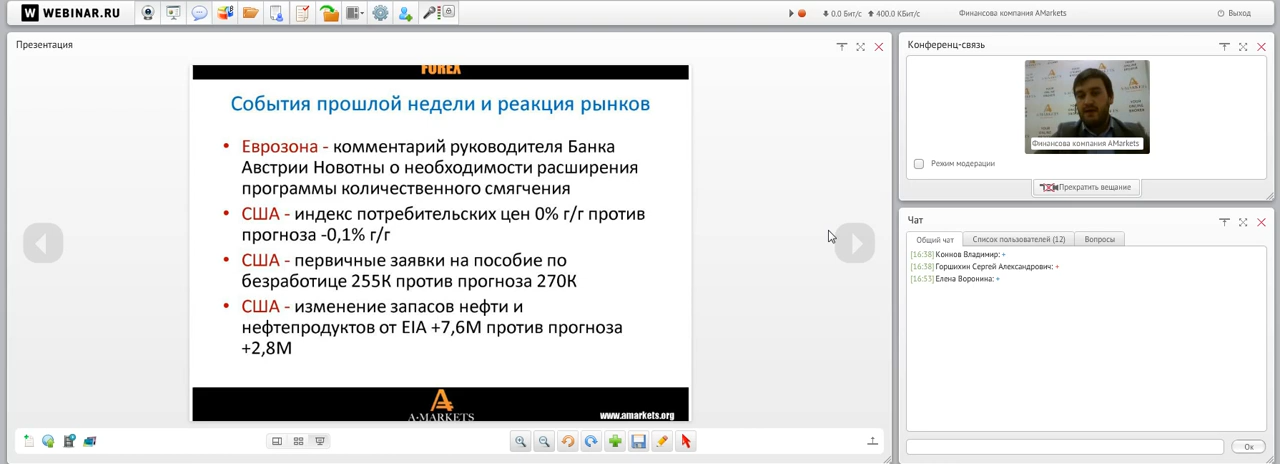 W WEBINAR.RU
0.0 Бит/с 400.0 КБит/с
Финансова компания AMarkets
Выход
Презентация
FOREX
События прошлой недели и реакция рынков
• Еврозона - комментарий руководителя Банка
Австрии Новотны о необходимости расширения
программы количественного смягчения
• США - индекс потребительских цен 0% г/г против
прогноза -0,1% г/г
• США - первичные заявки на пособие по
безработице 255К против прогноза 270К
• США - изменение запасов нефти и
нефтепродуктов от EIA +7,6М против прогноза
+2,8М
A·MARKETS
www.amarkets.org
Конференц-связь
Финансова компания AMarkets
Режим модерации
Прекратить вещание
Чат
Общий чат
Список пользователей (12)
Вопросы
[16:38] Коннов Владимир: +
[16:38] Горшихин Сергей Александрович: +
[16:53] Елена Воронина: +
Ок